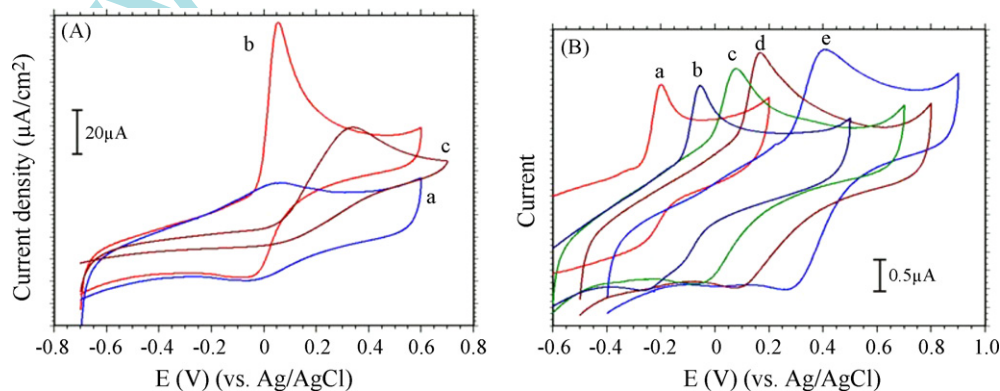 (A)
b
c
a
20µA
Current density (µA/cm²)
-0.8 -0.6 -0.4 -0.2 0 0.2 0.4 0.6 0.8
E (V) (vs. Ag/AgCl)
(B)
a b c d e
Current
0.5µA
-0.6 -0.4 -0.2 0.0 0.2 0.4 0.6 0.8 1.0
E (V) (vs. Ag/AgCl)